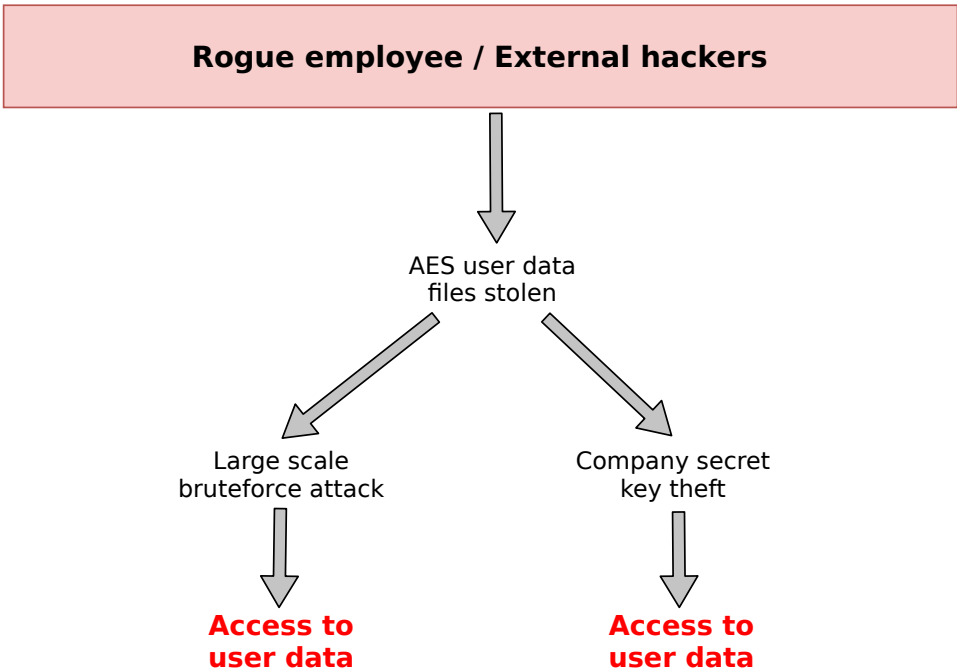 Rogue employee / External hackers
AES user data
files stolen
Large scale
bruteforce attack
Company secret
key theft
Access to
user data
Access to
user data